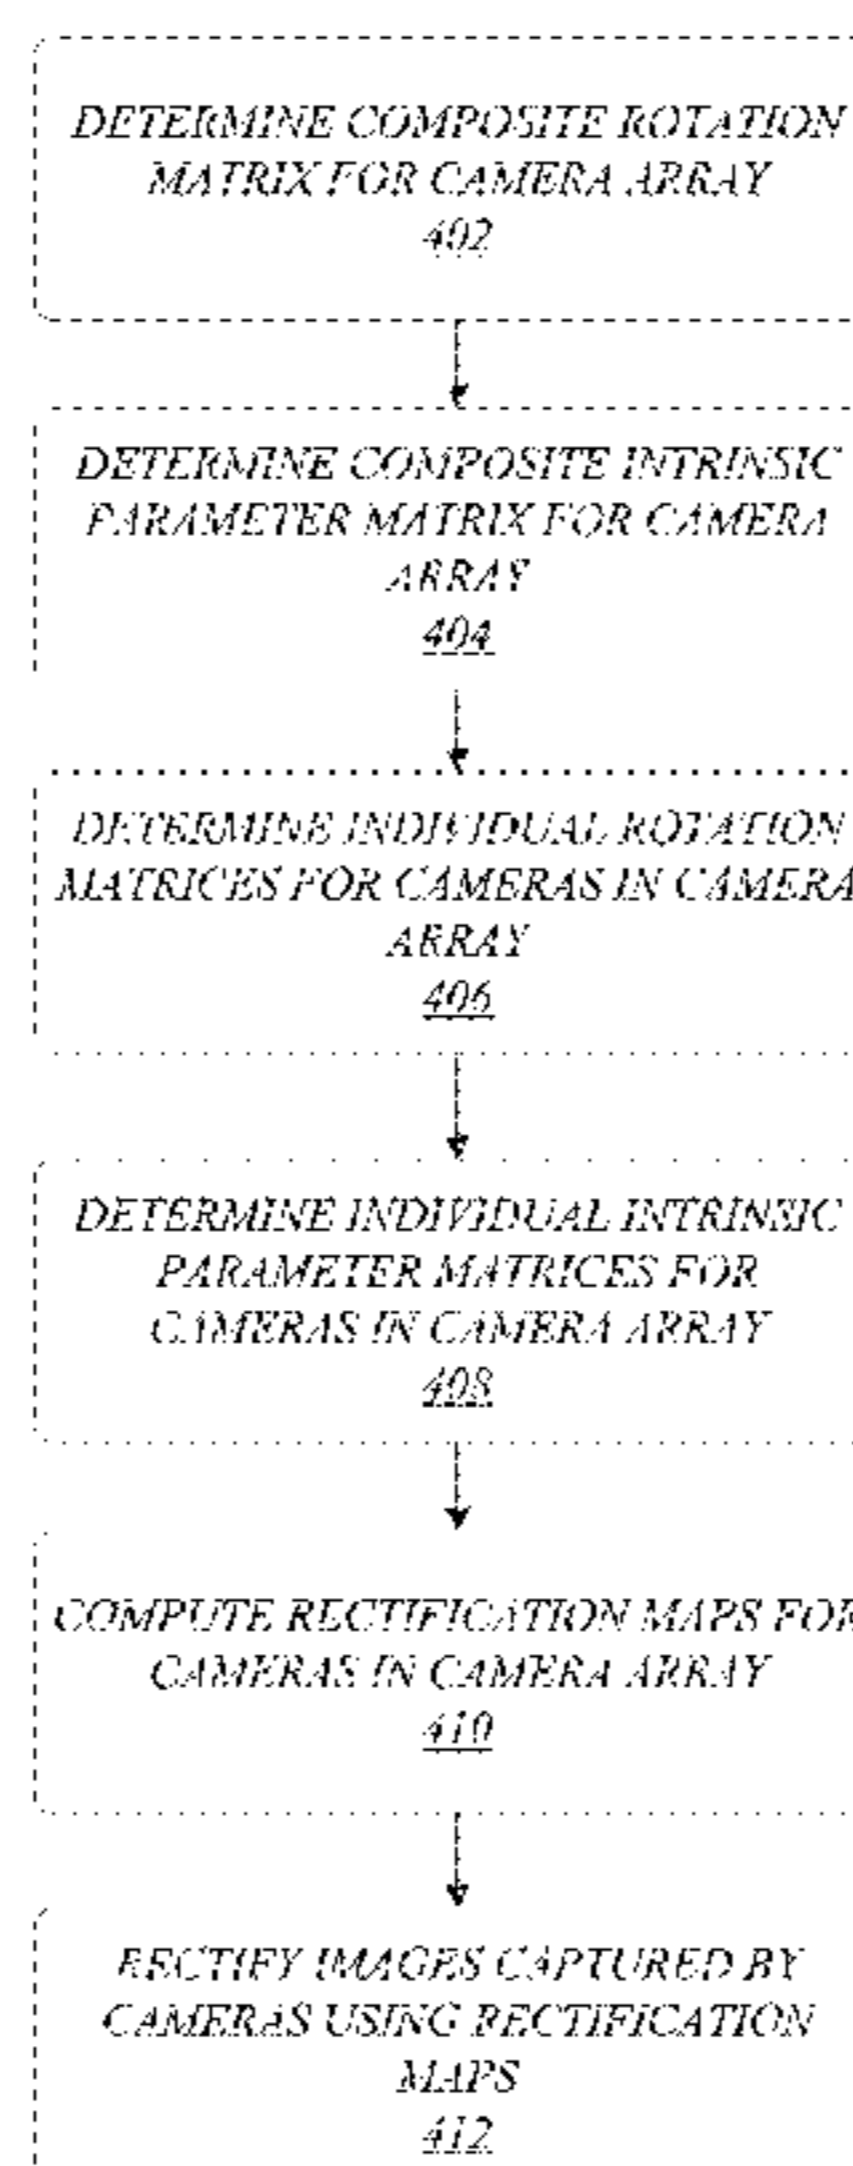 DETERMINE COMPOSITE ROTATION
MATRIX FOR CAMERA ARRAY
402
DETERMINE COMPOSITE INTRINSIC
PARAMETER MATRIX FOR CAMERA
ARRAY
404
DETERMINE INDIVIDUAL ROTATION
MATRICES FOR CAMERAS IN CAMERA
ARRAY
406
DETERMINE INDIVIDUAL INTRINSIC
PARAMETER MATRICES FOR
CAMERAS IN CAMERA ARRAY
408
COMPUTE RECTIFICATION MAPS FOR
CAMERAS IN CAMERA ARRAY
410
RECTIFY IMAGES CAPTURED BY
CAMERAS USING RECTIFICATION
MAPS
412